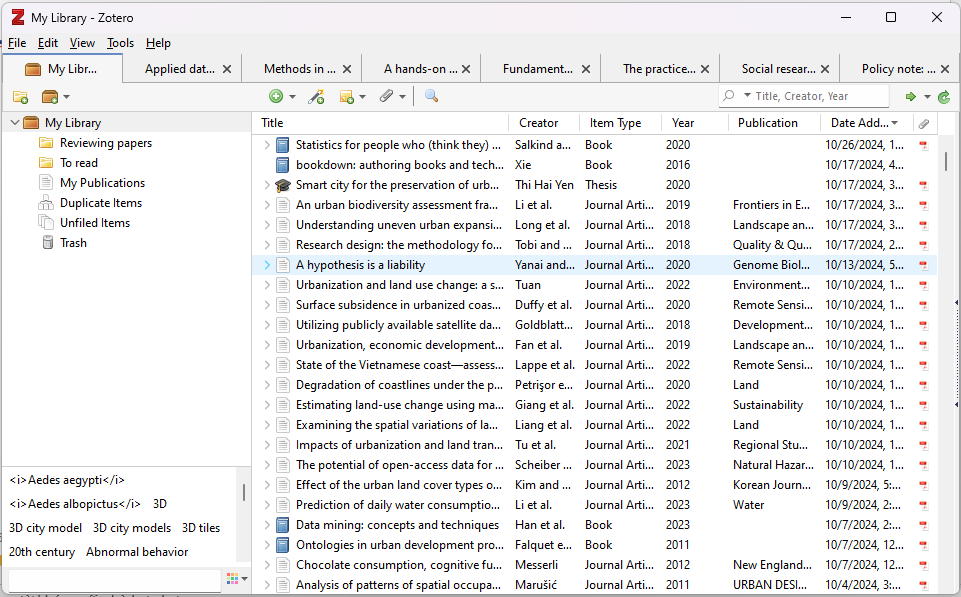 My Library - Zotero
File Edit View Tools Help
My Libr... Applied dat... Methods in ... A hands-on ... Fundament... The practice... Social resear... Policy note: ...
Title, Creator, Year
My Library
Reviewing papers
To read
My Publications
Duplicate Items
Unfiled Items
Trash
<i>Aedes aegypti</i>
<i>Aedes albopictus</i> 3D
3D city model 3D city models 3D tiles
20th century Abnormal behavior
Title Creator Item Type Year Publication Date Add...
Statistics for people who (think they) ... Salkind a... Book 2020 10/26/2024, 1...
bookdown: authoring books and tech... Xie Book 2016 10/17/2024, 4...
Smart city for the preservation of urb... Thi Hai Yen Thesis 2020 10/17/2024, 3...
An urban biodiversity assessment fra... Li et al. Journal Arti... 2019 Frontiers in E... 10/17/2024, 3...
Understanding uneven urban expansi... Long et al. Journal Arti... 2018 Landscape an... 10/17/2024, 3...
Research design: the methodology fo... Tobi and ... Journal Arti... 2018 Quality & Qu... 10/17/2024, 2...
A hypothesis is a liability Yanai and... Journal Arti... 2020 Genome Biol... 10/13/2024, 5...
Urbanization and land use change: a s... Tuan Journal Arti... 2022 Environment... 10/10/2024, 1...
Surface subsidence in urbanized coas... Duffy et al. Journal Arti... 2020 Remote Sensi... 10/10/2024, 1...
Utilizing publicly available satellite da... Goldblatt... Journal Arti... 2018 Development... 10/10/2024, 1...
Urbanization, economic development... Fan et al. Journal Arti... 2019 Landscape an... 10/10/2024, 1...
State of the Vietnamese coast—assess... Lappe et al. Journal Arti... 2022 Remote Sensi... 10/10/2024, 1...
Degradation of coastlines under the p... Petrişor e... Journal Arti... 2020 Land 10/10/2024, 1...
Estimating land-use change using ma... Giang et al. Journal Arti... 2022 Sustainability 10/10/2024, 1...
Examining the spatial variations of la... Liang et al. Journal Arti... 2022 Land 10/10/2024, 1...
Impacts of urbanization and land tran... Tu et al. Journal Arti... 2021 Regional Stu... 10/10/2024, 1...
The potential of open-access data for ... Scheiber ... Journal Arti... 2023 Natural Hazar... 10/10/2024, 1...
Effect of the urban land cover types o... Kim and ... Journal Arti... 2012 Korean Journ... 10/9/2024, 5:...
Prediction of daily water consumptio... Li et al. Journal Arti... 2023 Water 10/9/2024, 2:...
Data mining: concepts and techniques Han et al. Book 2023 10/7/2024, 2:...
Ontologies in urban development pro... Falquet e... Book 2011 10/7/2024, 12...
Chocolate consumption, cognitive fu... Messerli Journal Arti... 2012 New England... 10/7/2024, 12...
Analysis of patterns of spatial occupa... Marušić Journal Arti... 2011 URBAN DESI... 10/4/2024, 3:...